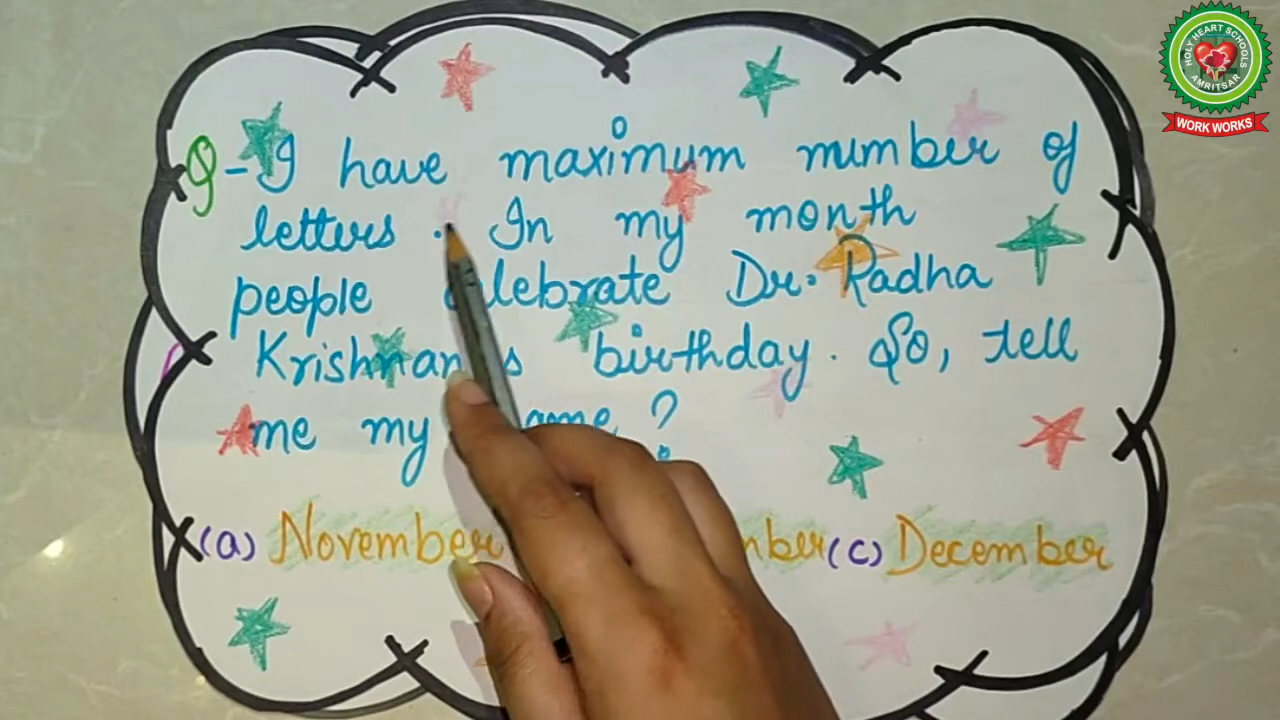 Q- I have maximum number of
letters. In my month
people celebrate Dr. Radha
Krishnan's birthday. So, tell
me my ?
(a) November (c) December
HOLY HEART SCHOOLS
AMRITSAR
WORK WORKS